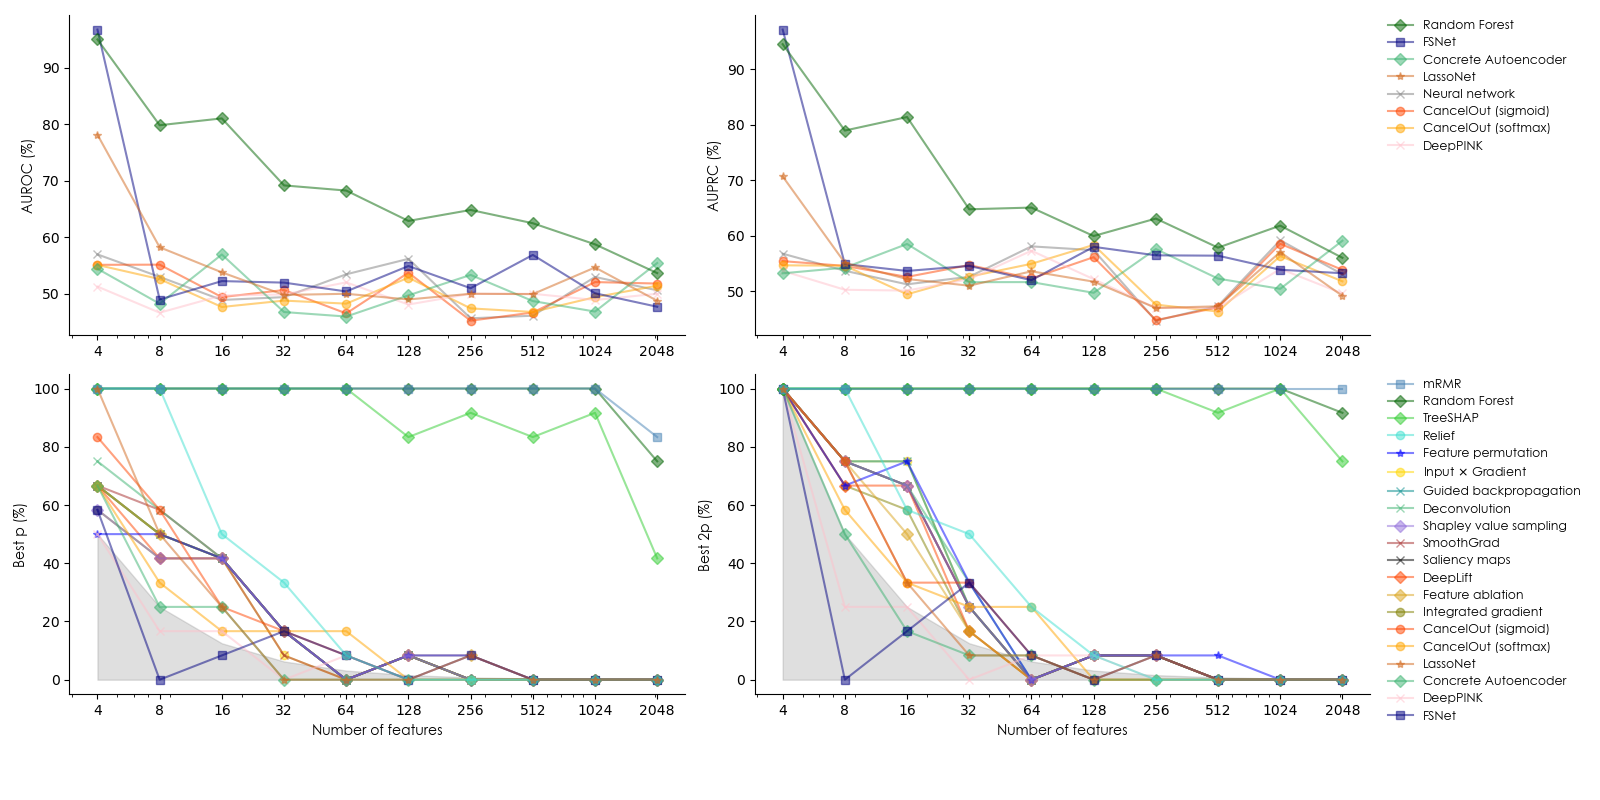 AUROC (%)
90
80
70
60
50
4 8 16 32 64 128 256 512 1024 2048
AUPRC (%)
90
80
70
60
50
4 8 16 32 64 128 256 512 1024 2048
Random Forest
FSNet
Concrete Autoencoder
LassoNet
Neural network
CancelOut (sigmoid)
CancelOut (softmax)
DeepPINK
Best p (%)
100
80
60
40
20
0
4 8 16 32 64 128 256 512 1024 2048
Number of features
Best 2p (%)
100
80
60
40
20
0
4 8 16 32 64 128 256 512 1024 2048
Number of features
mRMR
Random Forest
TreeSHAP
Relief
Feature permutation
Input × Gradient
Guided backpropagation
Deconvolution
Shapley value sampling
SmoothGrad
Saliency maps
DeepLift
Feature ablation
Integrated gradient
CancelOut (sigmoid)
CancelOut (softmax)
LassoNet
Concrete Autoencoder
DeepPINK
FSNet